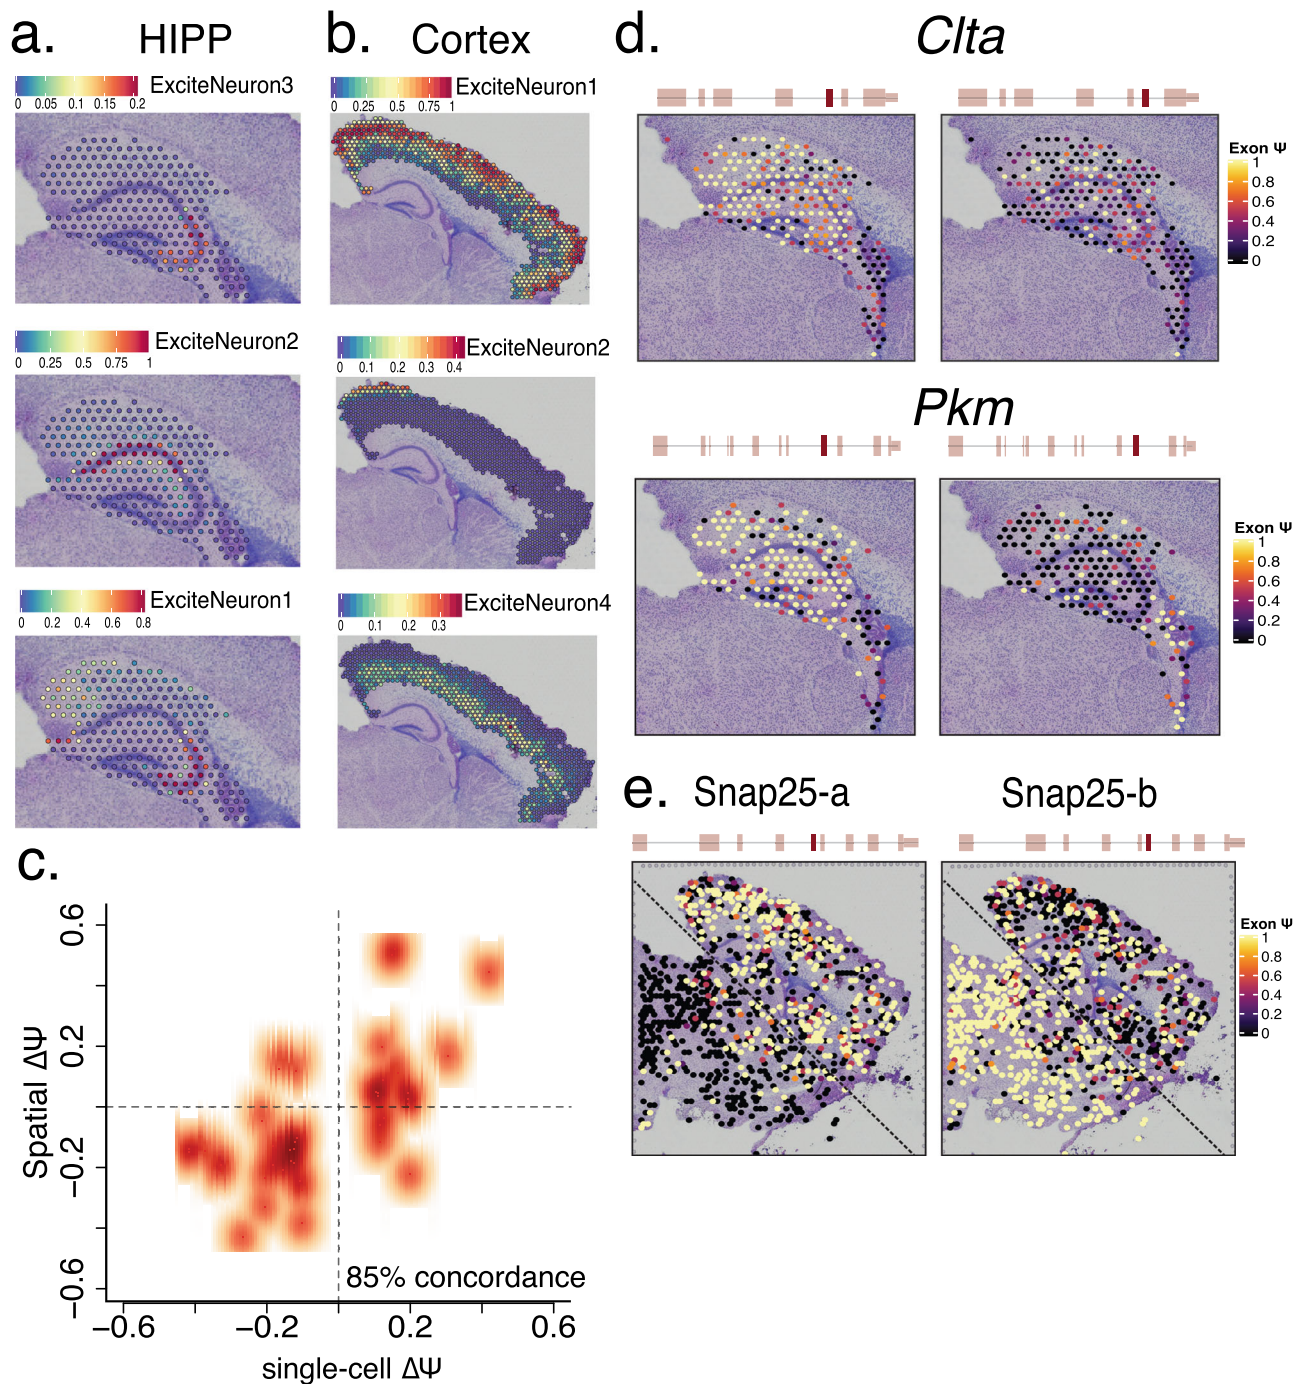 a. HIPP
ExciteNeuron3
0 0.05 0.1 0.15 0.2
ExciteNeuron2
0 0.25 0.5 0.75 1
ExciteNeuron1
0 0.2 0.4 0.6 0.8
b. Cortex
ExciteNeuron1
0 0.25 0.5 0.75 1
ExciteNeuron2
0 0.1 0.2 0.3 0.4
ExciteNeuron4
0 0.1 0.2 0.3
c.
Spatial ΔΨ
0.6
0.2
−0.2
−0.6
85% concordance
−0.6 −0.2 0.2 0.6
single-cell ΔΨ
d. Clta
Exon Ψ
1
0.8
0.6
0.4
0.2
0
Pkm
Exon Ψ
1
0.8
0.6
0.4
0.2
0
e. Snap25-a Snap25-b
Exon Ψ
1
0.8
0.6
0.4
0.2
0